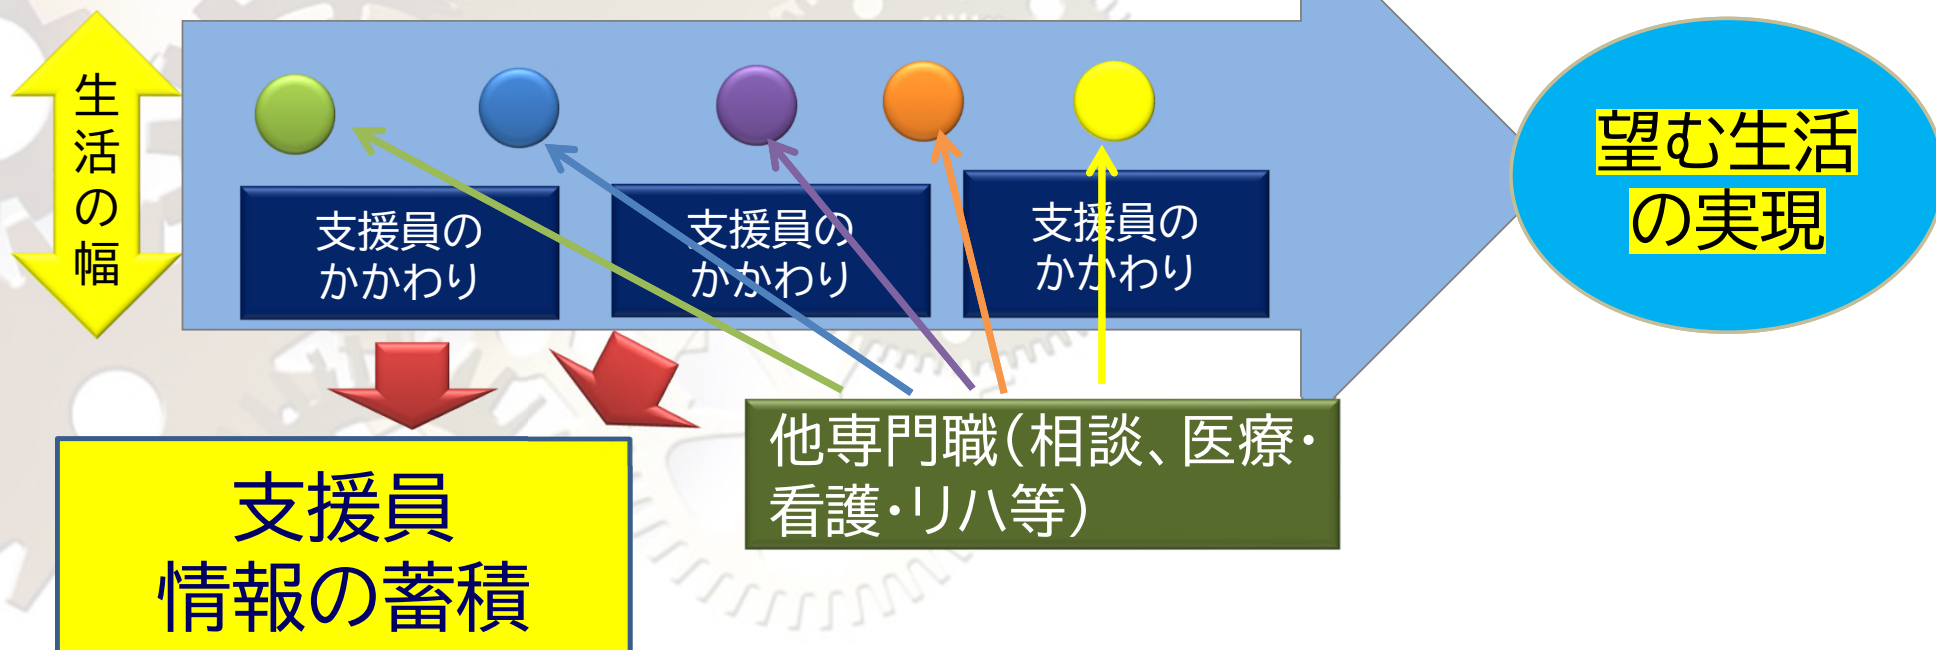 生活の幅
支援員の
かかわり
支援員の
かかわり
支援員の
かかわり
望む生活
の実現
他専門職(相談、医療・
看護・リハ等)
支援員
情報の蓄積